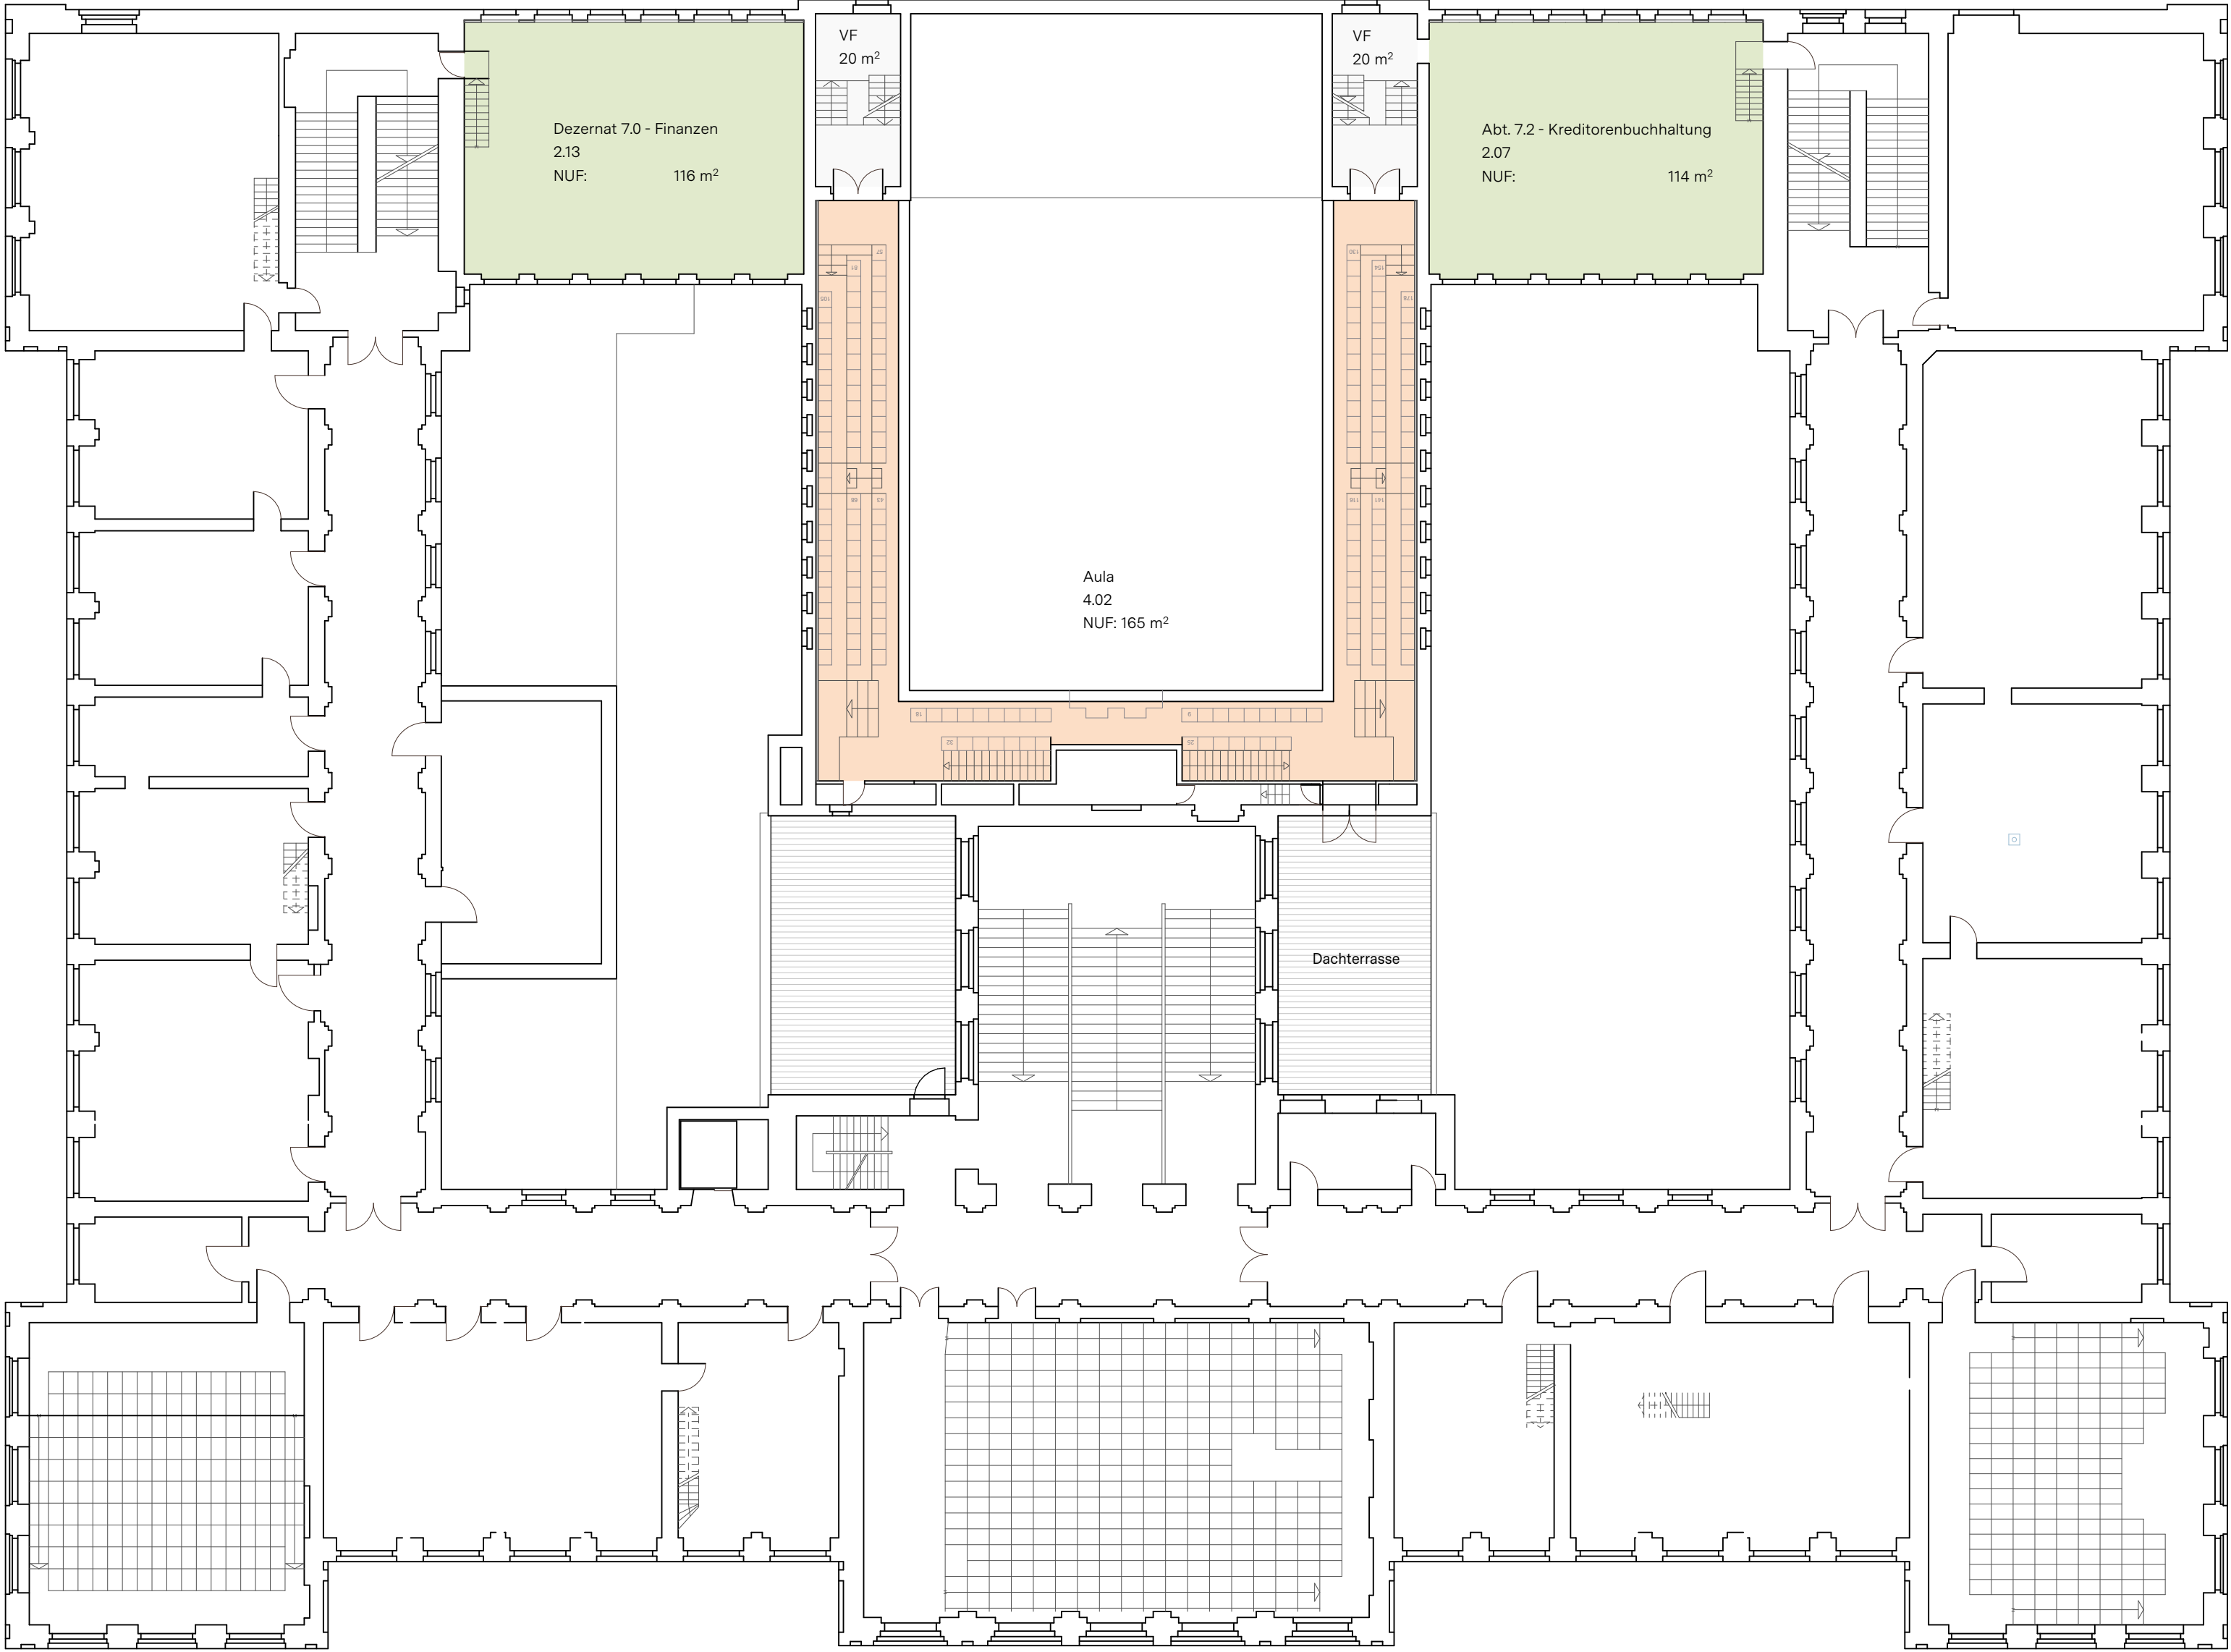 VF
20 m²
VF
20 m²
Dezernat 7.0 - Finanzen
2.13
NUF: 116 m²
Abt. 7.2 - Kreditorenbuchhaltung
2.07
NUF: 114 m²
Aula
4.02
NUF: 165 m²
Dachterrasse